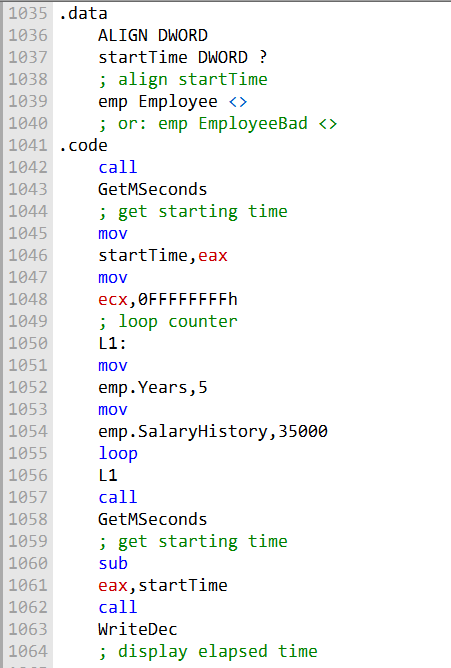 1035 .data
1036 ALIGN DWORD
1037 startTime DWORD ?
1038 ; align startTime
1039 emp Employee <>
1040 ; or: emp EmployeeBad <>
1041 .code
1042 call
1043 GetMSeconds
1044 ; get starting time
1045 mov
1046 startTime,eax
1047 mov
1048 ecx,0FFFFFFFFh
1049 ; loop counter
1050 L1:
1051 mov
1052 emp.Years,5
1053 mov
1054 emp.SalaryHistory,35000
1055 loop
1056 L1
1057 call
1058 GetMSeconds
1059 ; get starting time
1060 sub
1061 eax,startTime
1062 call
1063 WriteDec
1064 ; display elapsed time